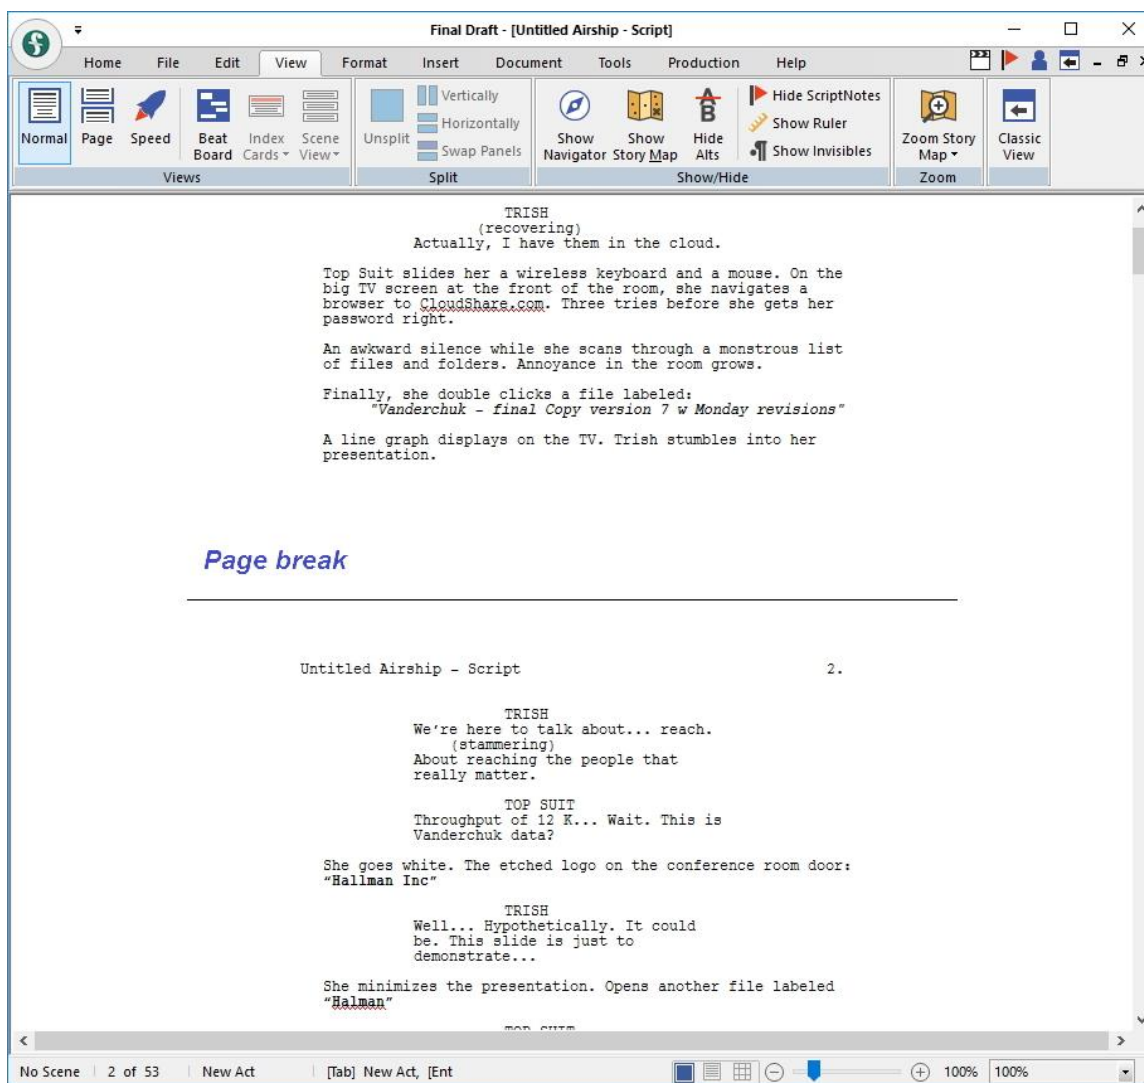 Final Draft - [Untitled Airship - Script]
Home File Edit View Format Insert Document Tools Production Help
Normal Page Speed Beat Board Index Cards Scene View Unsplit Vertically Horizontally Swap Panels Show Navigator Show Story Map Hide Alts Hide ScriptNotes Show Ruler Show Invisibles Zoom Story Map Classic View
Views Split Show/Hide Zoom
TRISH
(recovering)
Actually, I have them in the cloud.
Top Suit slides her a wireless keyboard and a mouse. On the
big TV screen at the front of the room, she navigates a
browser to CloudShare.com. Three tries before she gets her
password right.
An awkward silence while she scans through a monstrous list
of files and folders. Annoyance in the room grows.
Finally, she double clicks a file labeled:
"Vanderchuk - final Copy version 7 w Monday revisions"
A line graph displays on the TV. Trish stumbles into her
presentation.
Page break
Untitled Airship - Script 2.
TRISH
We're here to talk about... reach.
(stammering)
About reaching the people that
really matter.
TOP SUIT
Throughput of 12 K... Wait. This is
Vanderchuk data?
She goes white. The etched logo on the conference room door:
“Hallman Inc”
TRISH
Well... Hypothetically. It could
be. This slide is just to
demonstrate...
She minimizes the presentation. Opens another file labeled
“Halman”
TOP SUIT
No Scene 2 of 53 New Act [Tab] New Act, [Ent 100% 100%